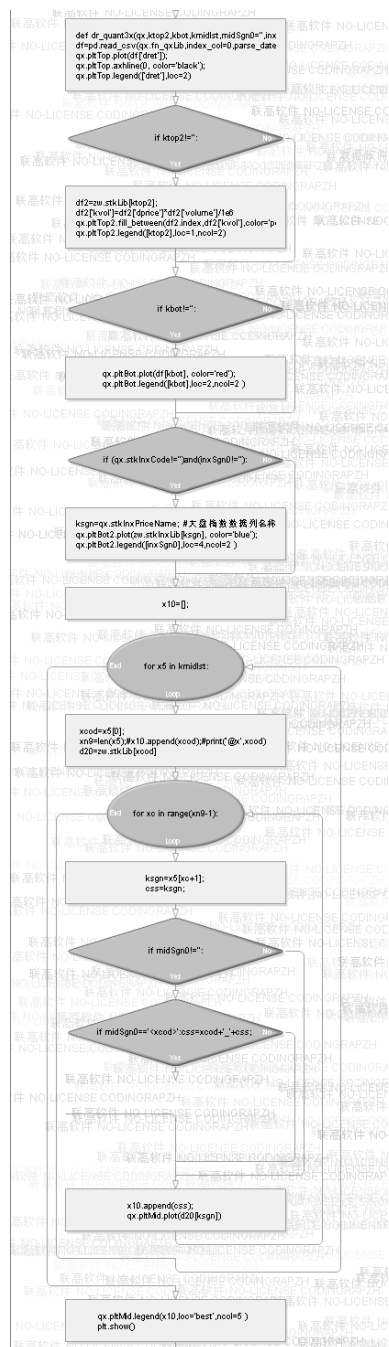 def dr_quant3x(qx,ktop2,kbot,kmidlst,midSgn0='',inx
df=pd.read_csv(qx.fn_qxLib,index_col=0,parse_date
qx.pltTop.plot(df['dret']);
qx.pltTop.axhline(0, color='black');
qx.pltTop.legend(['dret'],loc=2)
if ktop2!='':
No
Yes
df2=zw.stkLib[ktop2];
df2['kvol']=df2['dprice']*df2['volume']/1e6
qx.pltTop2.fill_between(df2.index,df2['kvol'],color='p
qx.pltTop2.legend([ktop2],loc=1,ncol=2)
if kbot!='':
No
Yes
qx.pltBot.plot(df[kbot], color='red');
qx.pltBot.legend([kbot],loc=2,ncol=2 )
if (qx.stkInxCode!='')and(inxSgn0!=''):
No
Yes
ksgn=qx.stkInxPriceName; #大盘指数数据列名称
qx.pltBot2.plot(zw.stkInxLib[ksgn], color='blue');
qx.pltBot2.legend([inxSgn0],loc=4,ncol=2 )
x10=[];
End
for x5 in kmidlst:
Loop
xcod=x5[0];
xn9=len(x5);#x10.append(xcod);#print('@x',xcod)
d20=zw.stkLib[xcod]
End
for xc in range(xn9-1):
Loop
ksgn=x5[xc+1];
css=ksgn;
if midSgn0!='':
No
Yes
if midSgn0=='<xcod>':css=xcod+'_'+css;
No
Yes
x10.append(css);
qx.pltMid.plot(d20[ksgn])
qx.pltMid.legend(x10,loc='best',ncol=5 )
plt.show()